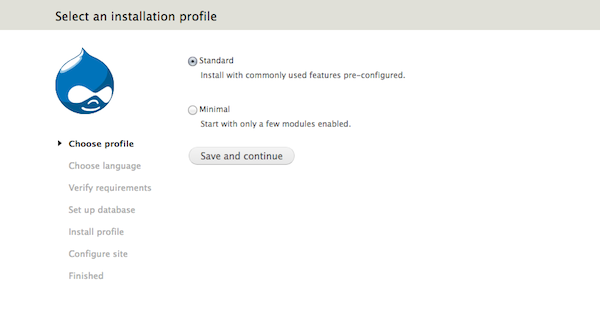 Select an installation profile
Standard
Install with commonly used features pre-configured.
Minimal
Start with only a few modules enabled.
Save and continue
Choose profile
Choose language
Verify requirements
Set up database
Install profile
Configure site
Finished